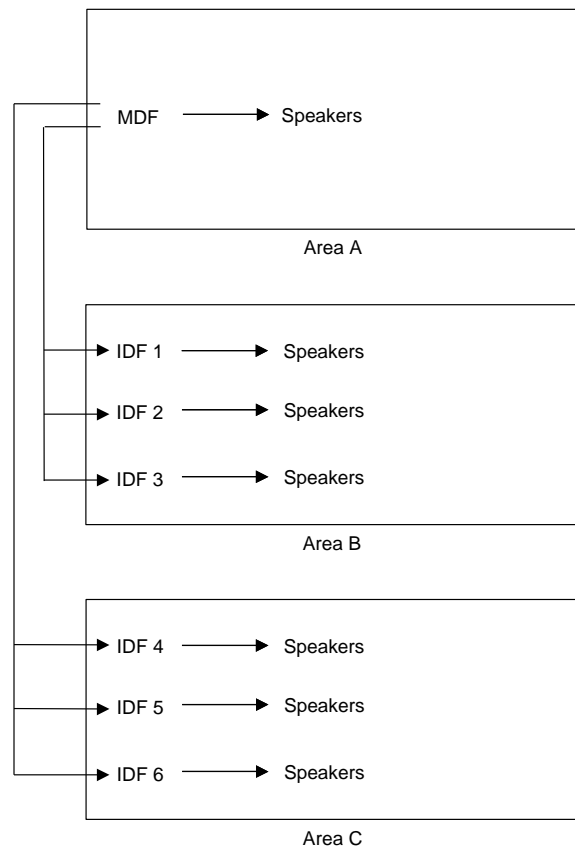 MDF Speakers
Area A
IDF 1 Speakers
IDF 2 Speakers
IDF 3 Speakers
Area B
IDF 4 Speakers
IDF 5 Speakers
IDF 6 Speakers
Area C